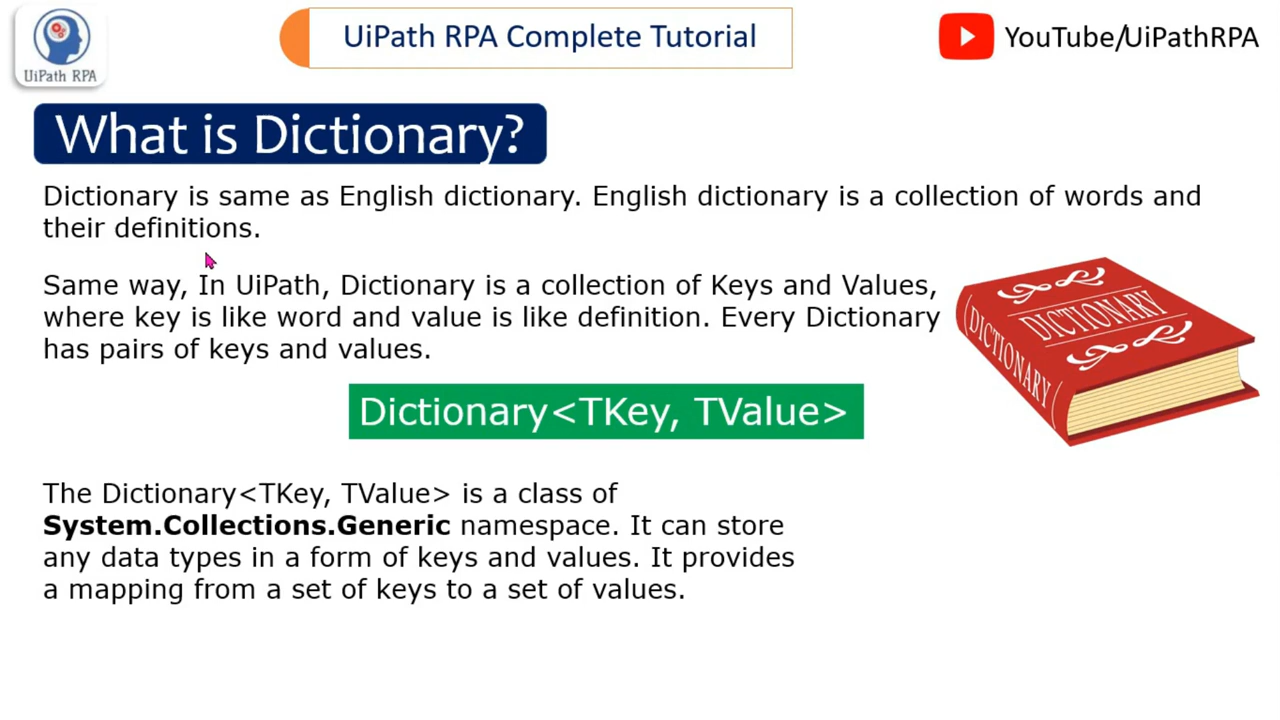 UiPath RPA
UiPath RPA Complete Tutorial
YouTube/UiPathRPA
What is Dictionary?
Dictionary is same as English dictionary. English dictionary is a collection of words and
their definitions.
Same way, In UiPath, Dictionary is a collection of Keys and Values,
where key is like word and value is like definition. Every Dictionary
has pairs of keys and values.
DICTIONARY
DICTIONARY
Dictionary<TKey, TValue>
The Dictionary<TKey, TValue> is a class of
System.Collections.Generic namespace. It can store
any data types in a form of keys and values. It provides
a mapping from a set of keys to a set of values.